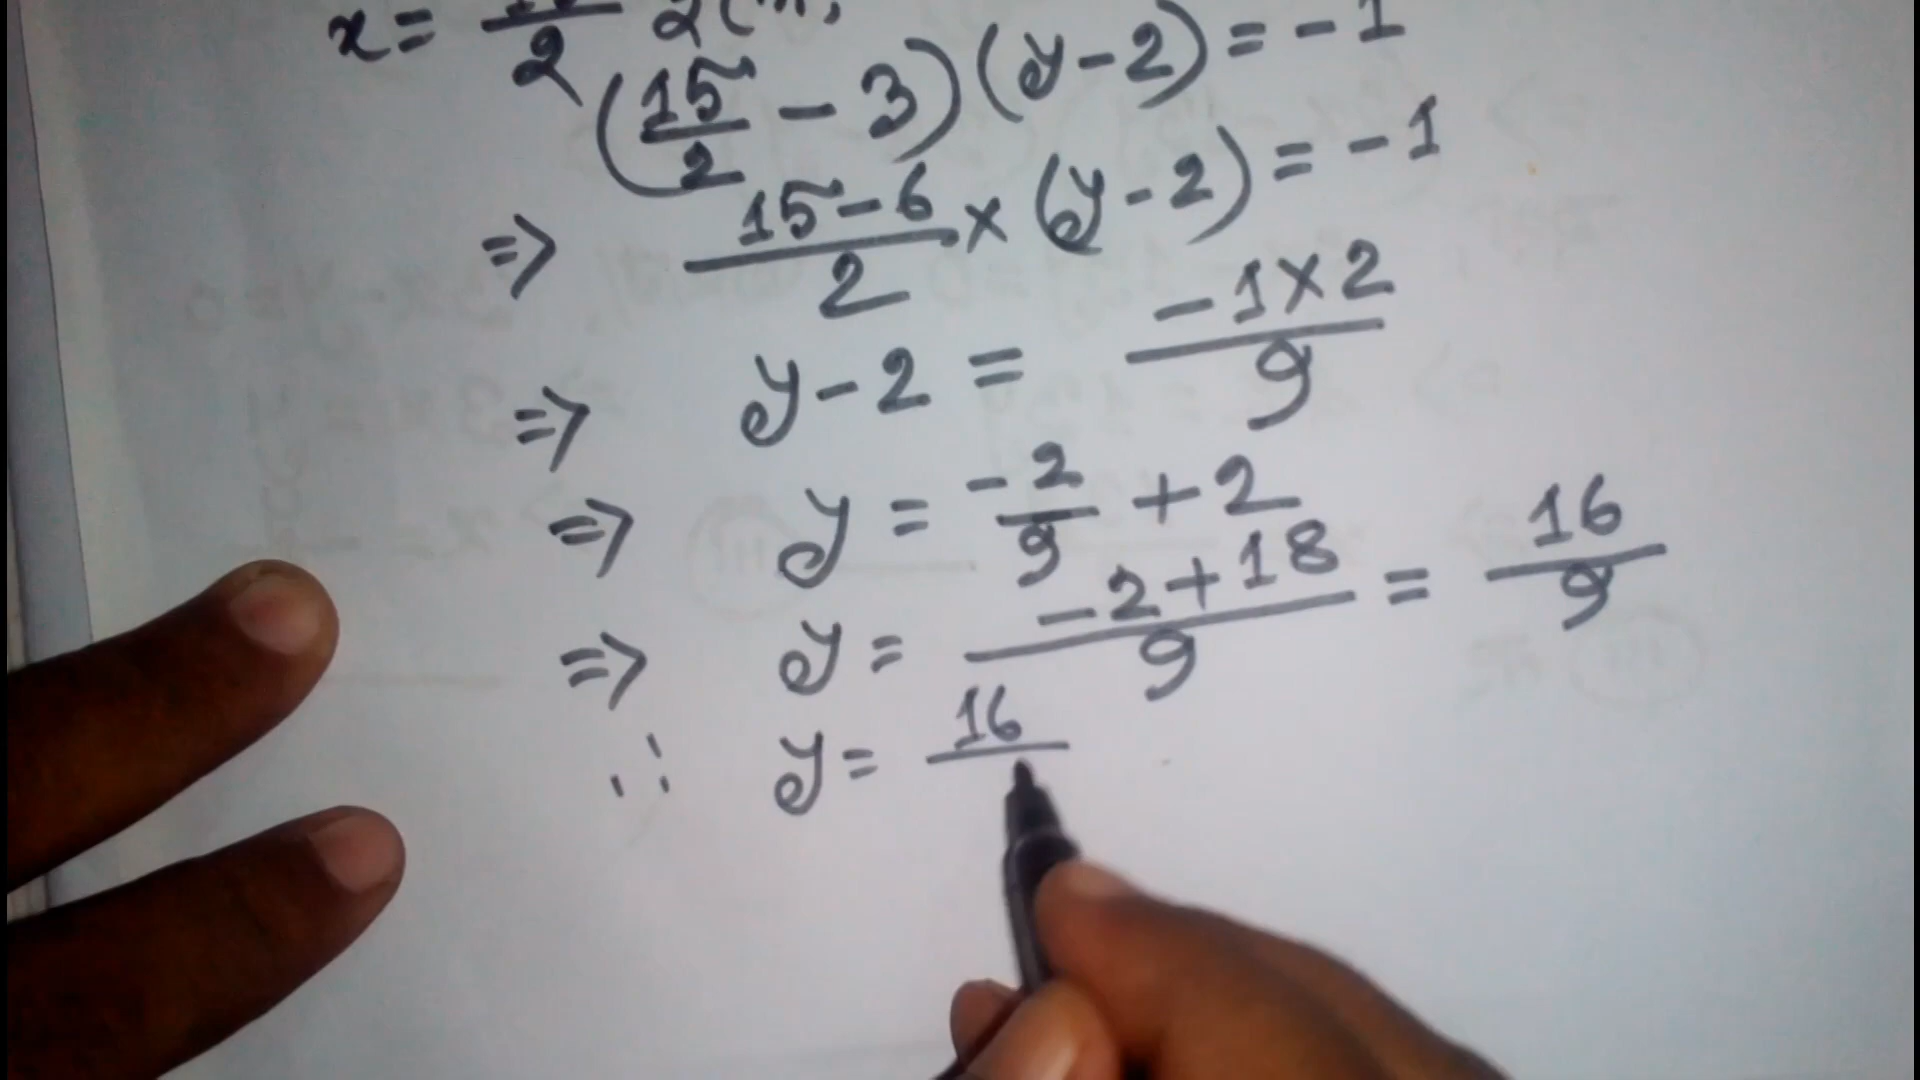 x = /2
(15/2 - 3)(y-2) = -1
=> (15-6)/2 × (y-2) = -1
=> y-2 = (-1×2)/9
=> y = -2/9 + 2
=> y = (-2+18)/9 = 16/9
∴ y = 16/